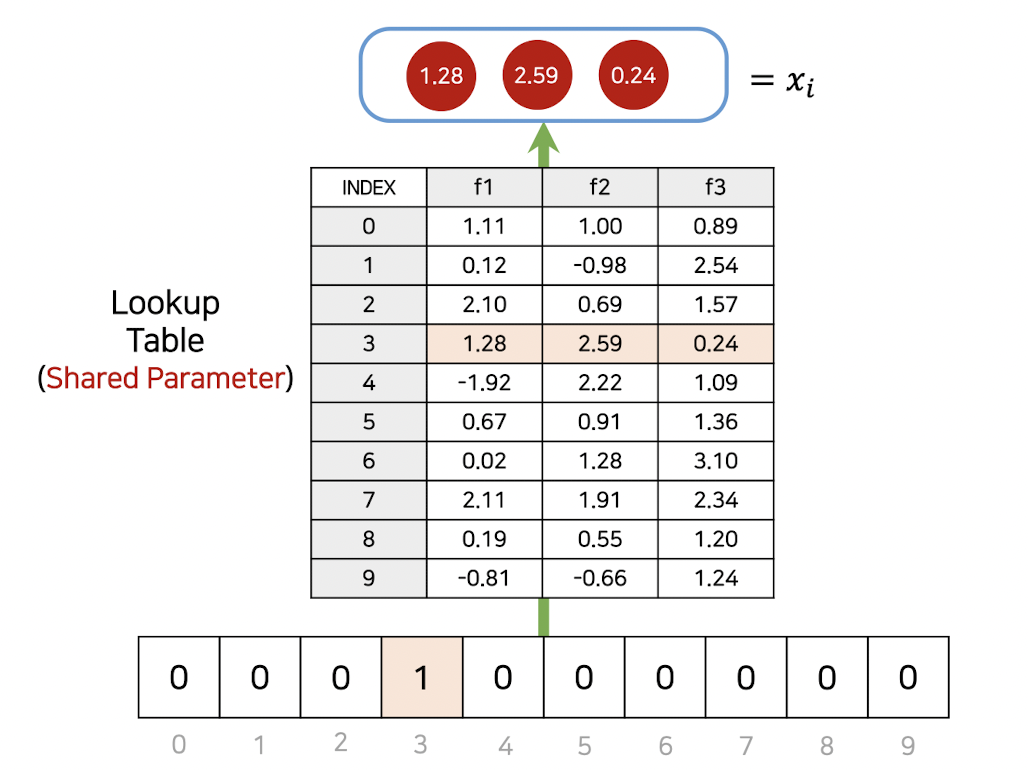 1.28 2.59 0.24 = xᵢ
INDEX f1 f2 f3
0 1.11 1.00 0.89
1 0.12 -0.98 2.54
2 2.10 0.69 1.57
3 1.28 2.59 0.24
4 -1.92 2.22 1.09
5 0.67 0.91 1.36
6 0.02 1.28 3.10
7 2.11 1.91 2.34
8 0.19 0.55 1.20
9 -0.81 -0.66 1.24
Lookup
Table
(Shared Parameter)
0 0 0 1 0 0 0 0 0 0
0 1 2 3 4 5 6 7 8 9